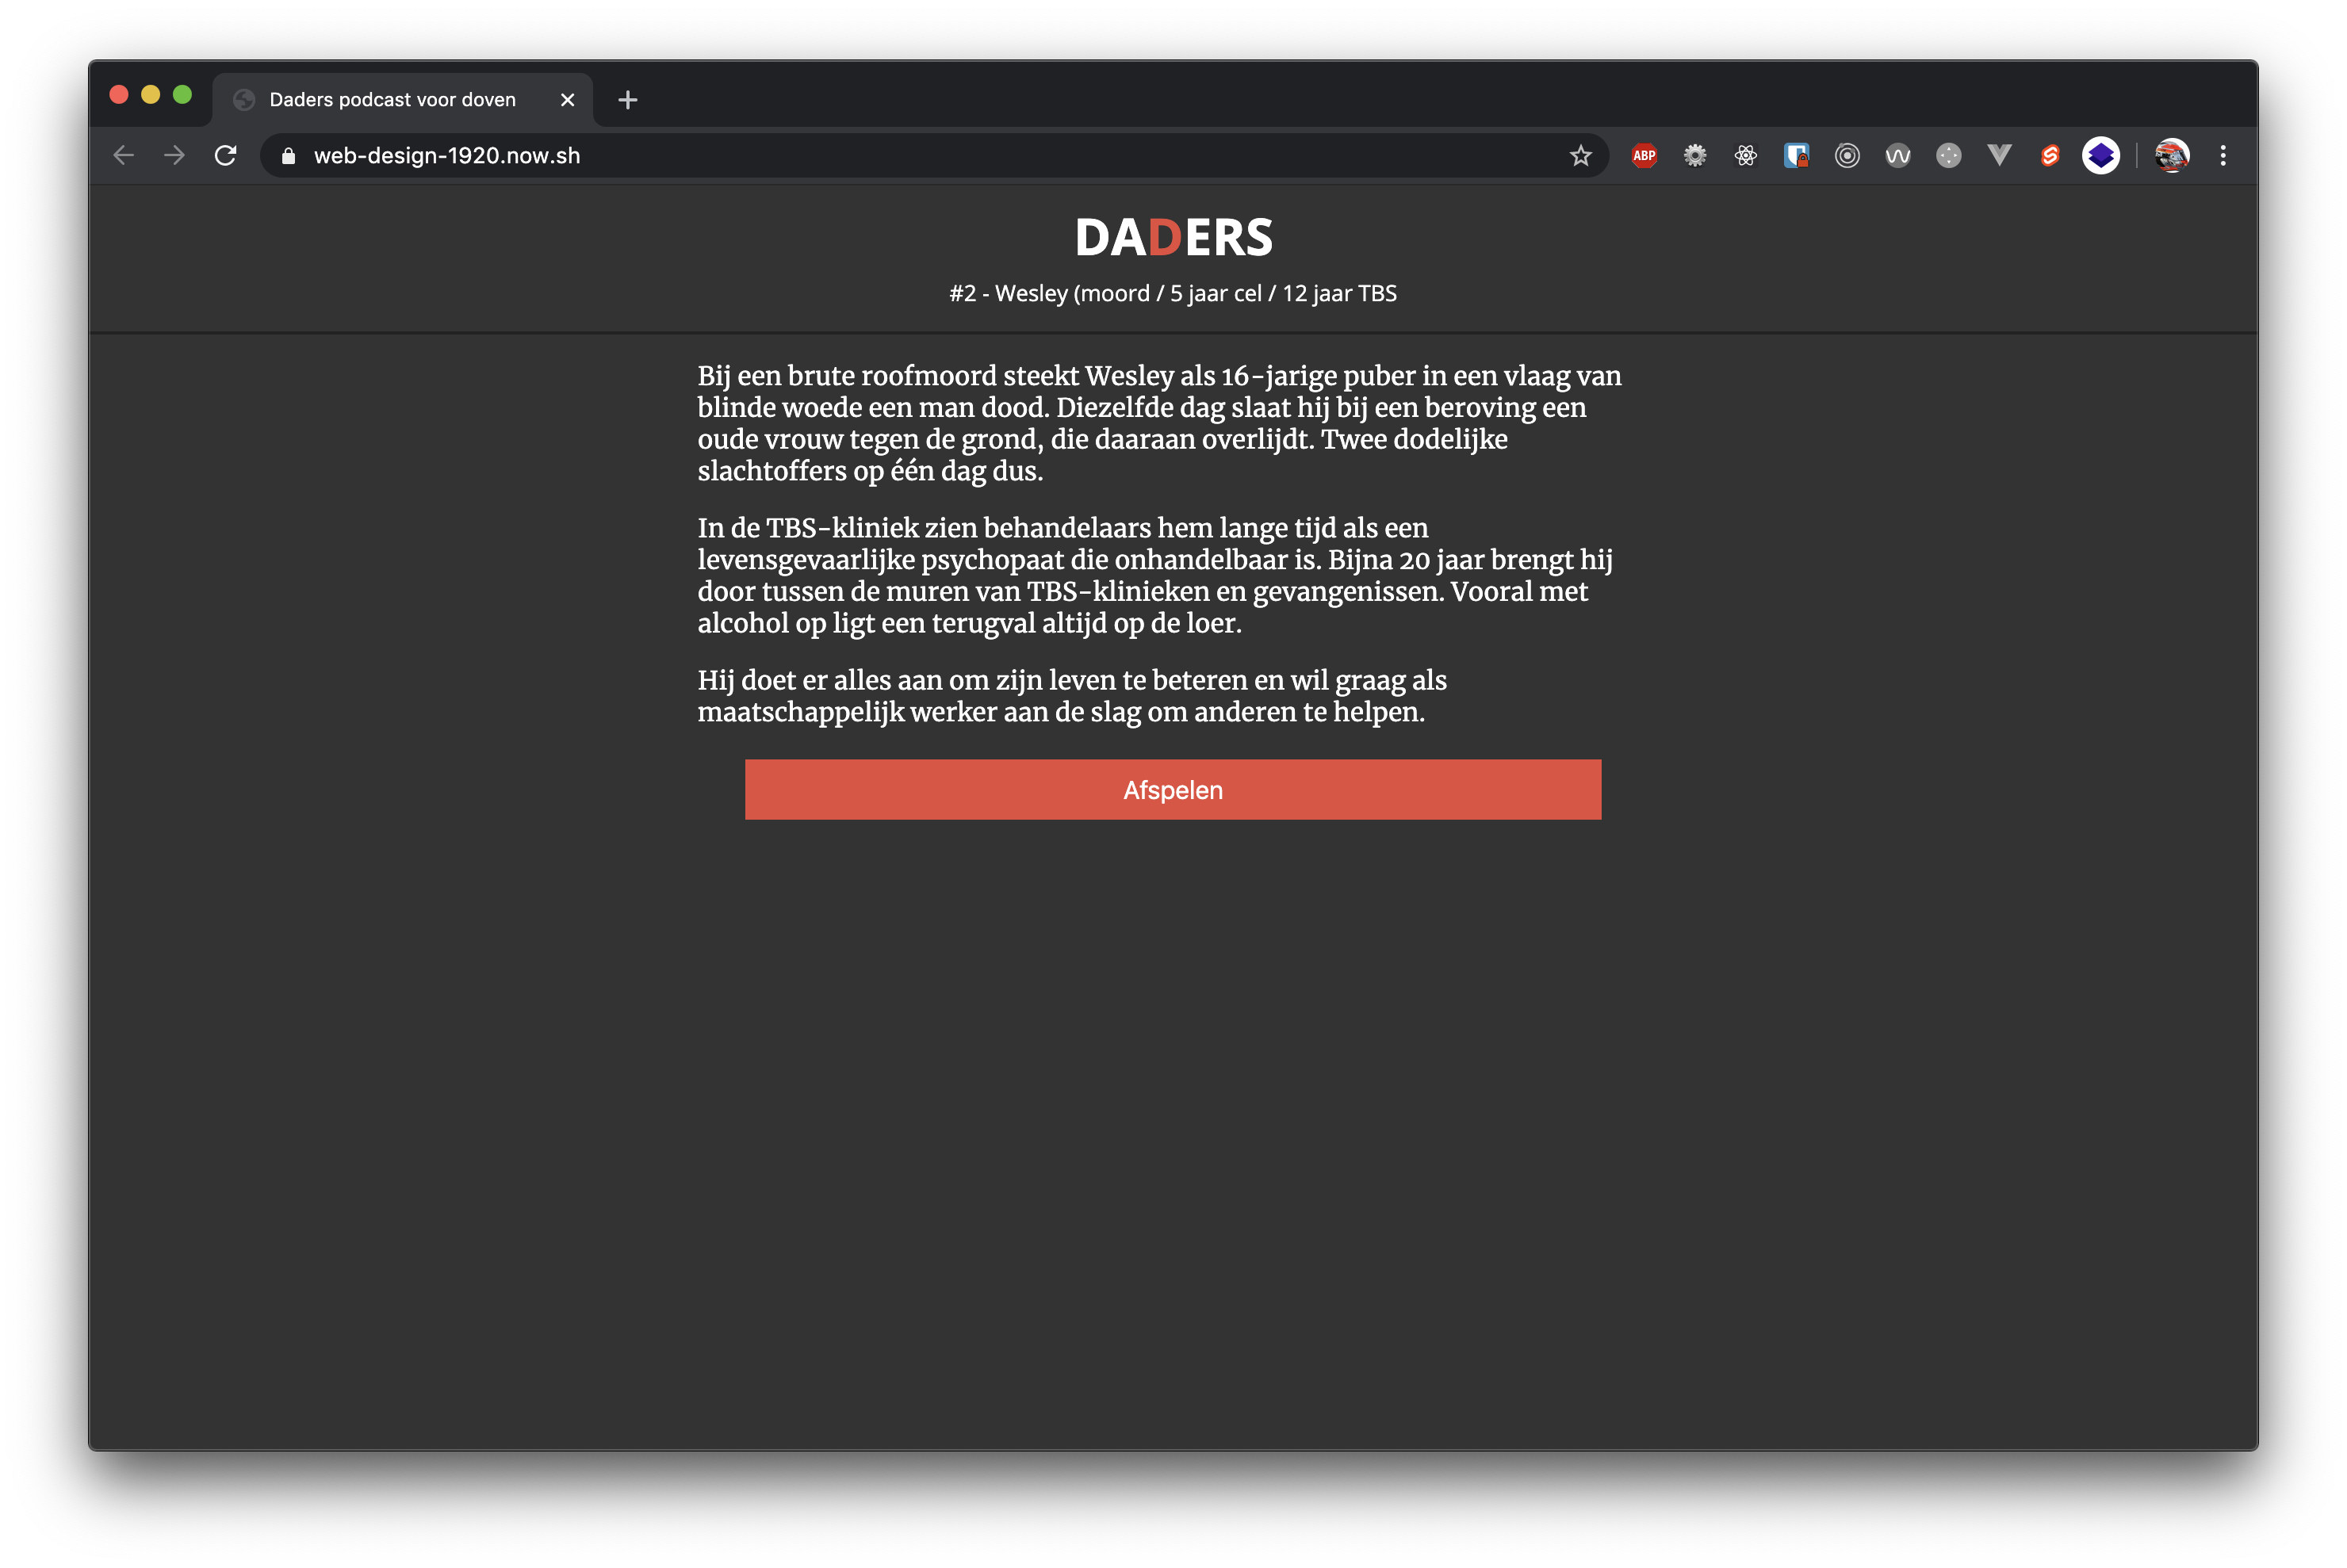 Daders podcast voor doven
web-design-1920.now.sh
ABP
DADERS
#2 - Wesley (moord / 5 jaar cel / 12 jaar TBS
Bij een brute roofmoord steekt Wesley als 16-jarige puber in een vlaag van
blinde woede een man dood. Diezelfde dag slaat hij bij een beroving een
oude vrouw tegen de grond, die daaraan overlijdt. Twee dodelijke
slachtoffers op één dag dus.
In de TBS-kliniek zien behandelaars hem lange tijd als een
levensgevaarlijke psychopaat die onhandelbaar is. Bijna 20 jaar brengt hij
door tussen de muren van TBS-klinieken en gevangenissen. Vooral met
alcohol op ligt een terugval altijd op de loer.
Hij doet er alles aan om zijn leven te beteren en wil graag als
maatschappelijk werker aan de slag om anderen te helpen.
Afspelen